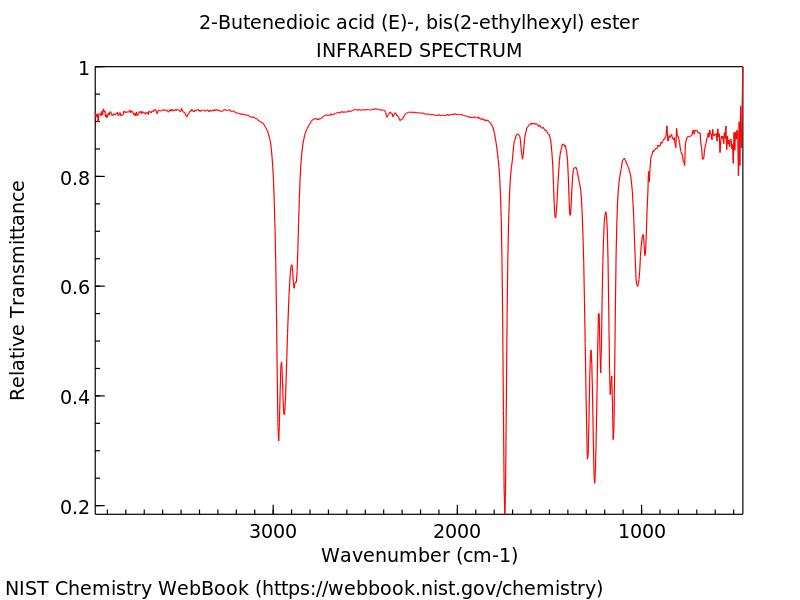 2-Butenedioic acid (E)-, bis(2-ethylhexyl) ester
INFRARED SPECTRUM
1
0.8
0.6
0.4
0.2
Relative Transmittance
3000 2000 1000
Wavenumber (cm-1)
NIST Chemistry WebBook (https://webbook.nist.gov/chemistry)